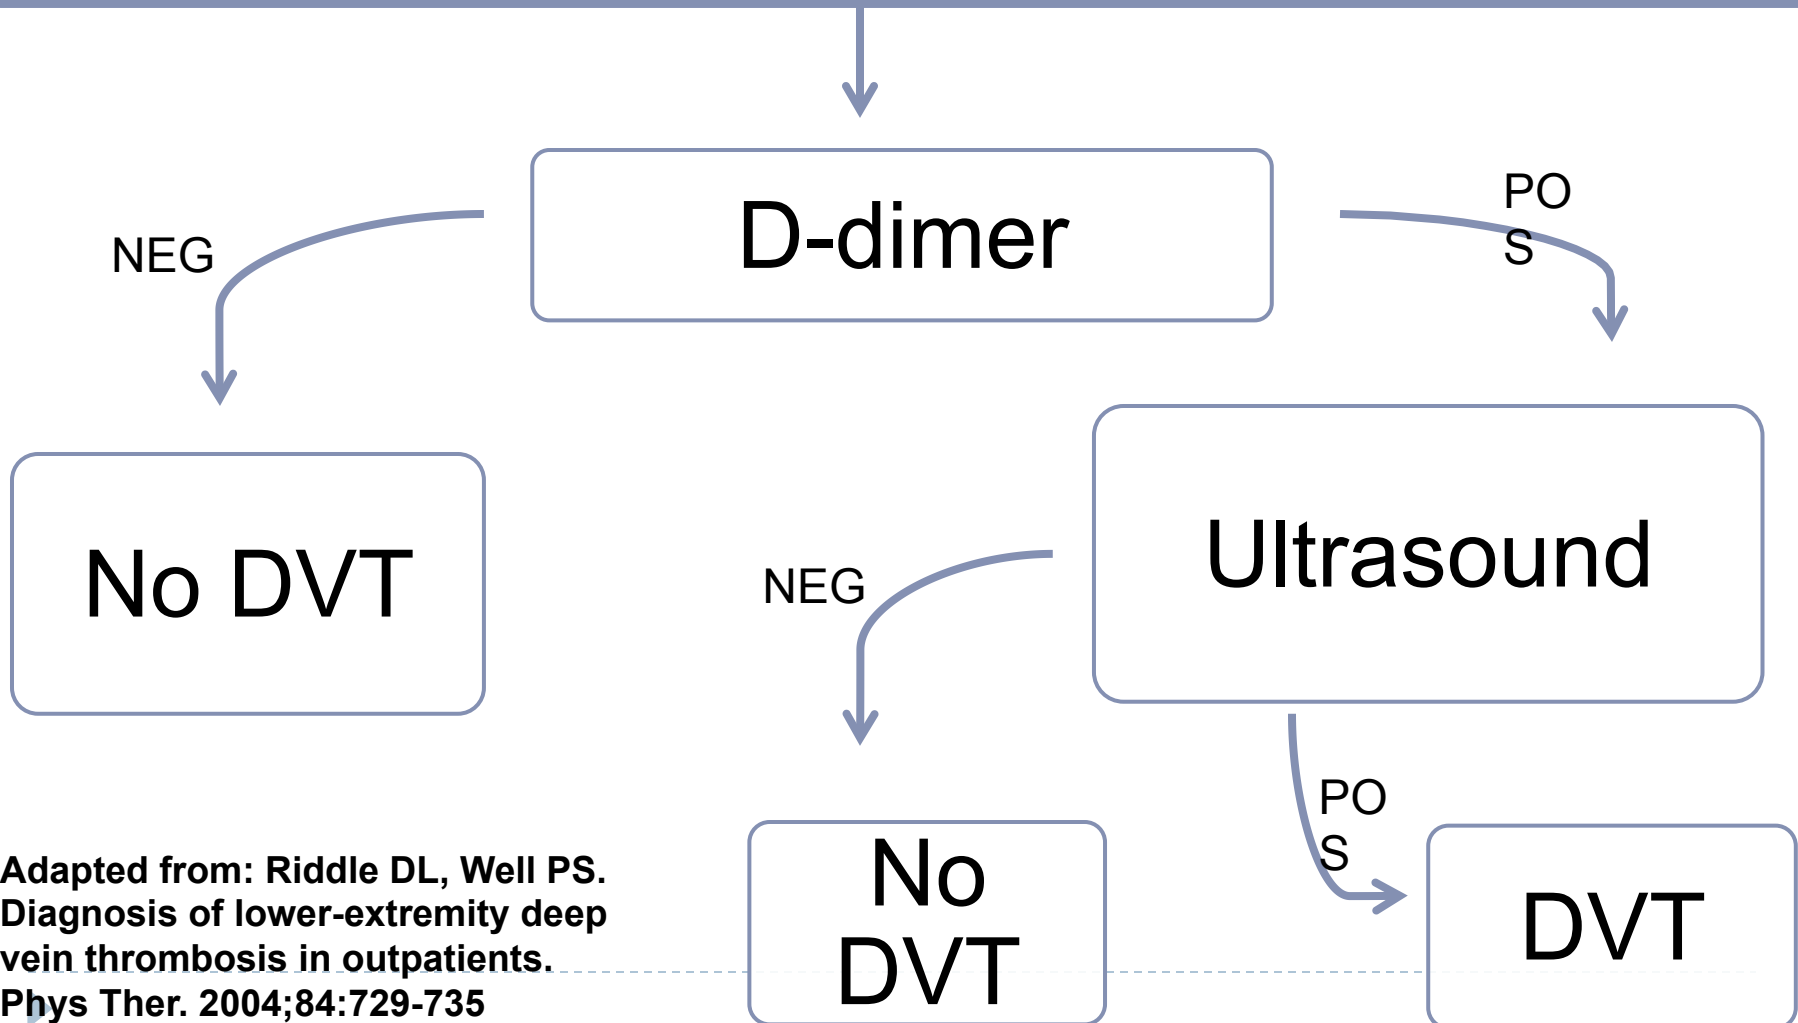 D-dimer
NEG
PO
S
No DVT
Ultrasound
NEG
PO
S
No
DVT
DVT
Adapted from: Riddle DL, Well PS.
Diagnosis of lower-extremity deep
vein thrombosis in outpatients.
Phys Ther. 2004;84:729-735